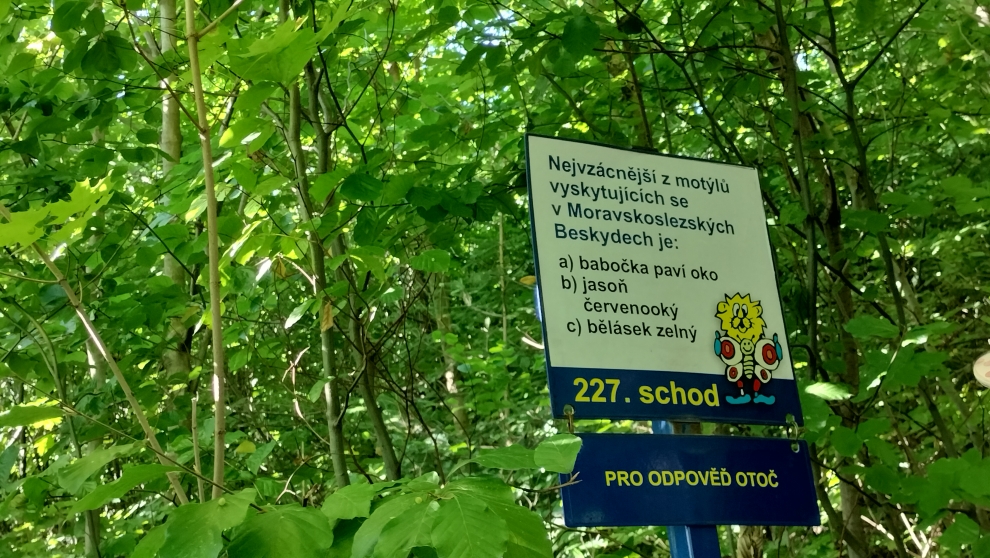 Nejvzácnější z motýlů
vyskytujících se
v Moravskoslezských
Beskydech je:
a) babočka paví oko
b) jasoň
červenooký
c) bělásek zelný
227. schod
PRO ODPOVĚĎ OTOČ